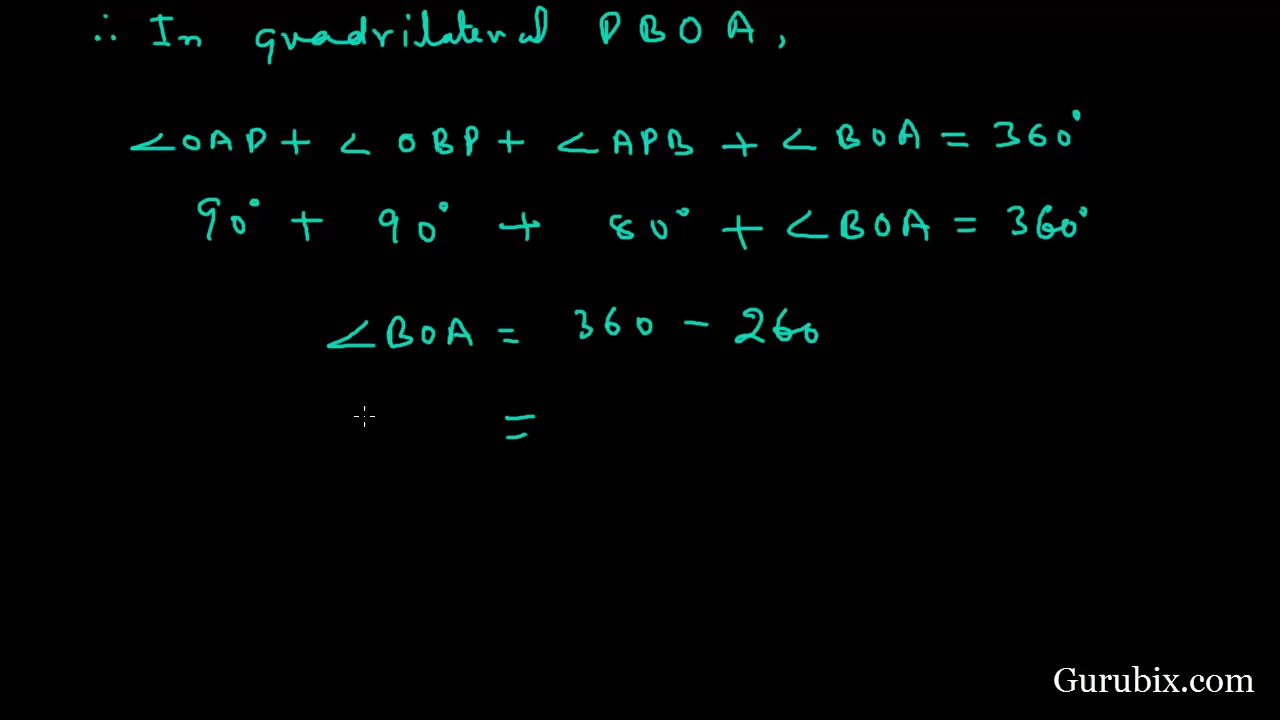 ∴ In quadrilateral PBOA,
∠OAP + ∠OBP + ∠APB + ∠BOA = 360°
90° + 90° + 80° + ∠BOA = 360°
∠BOA = 360 - 260
=
Gurubix.com